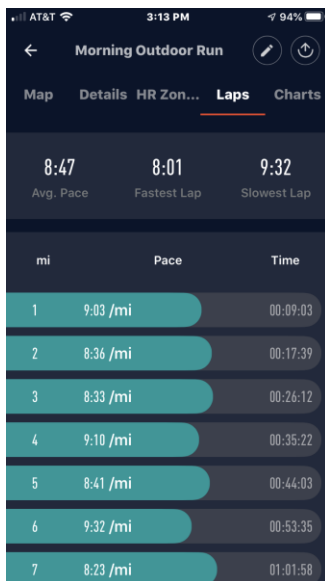 AT&T 3:13 PM 94%
Morning Outdoor Run
Map Details HR Zon... Laps Charts
8:47 8:01 9:32
Avg. Pace Fastest Lap Slowest Lap
mi Pace Time
1 9:03 /mi 00:09:03
2 8:36 /mi 00:17:39
3 8:33 /mi 00:26:12
4 9:10 /mi 00:35:22
5 8:41 /mi 00:44:03
6 9:32 /mi 00:53:35
7 8:23 /mi 01:01:58